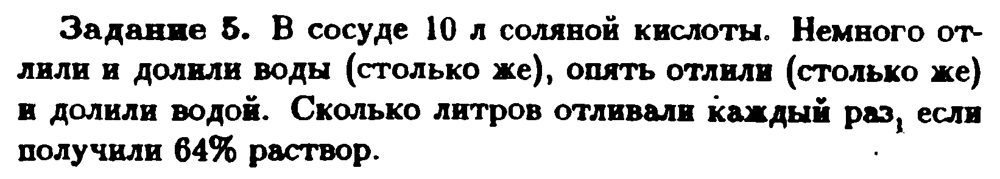 Задание 5. В сосуде 10 л соляной кислоты. Немного от-
лили и долили воды (столько же), опять отлили (столько же)
и долили водой. Сколько литров отливали каждый раз, если
получили 64% раствор.